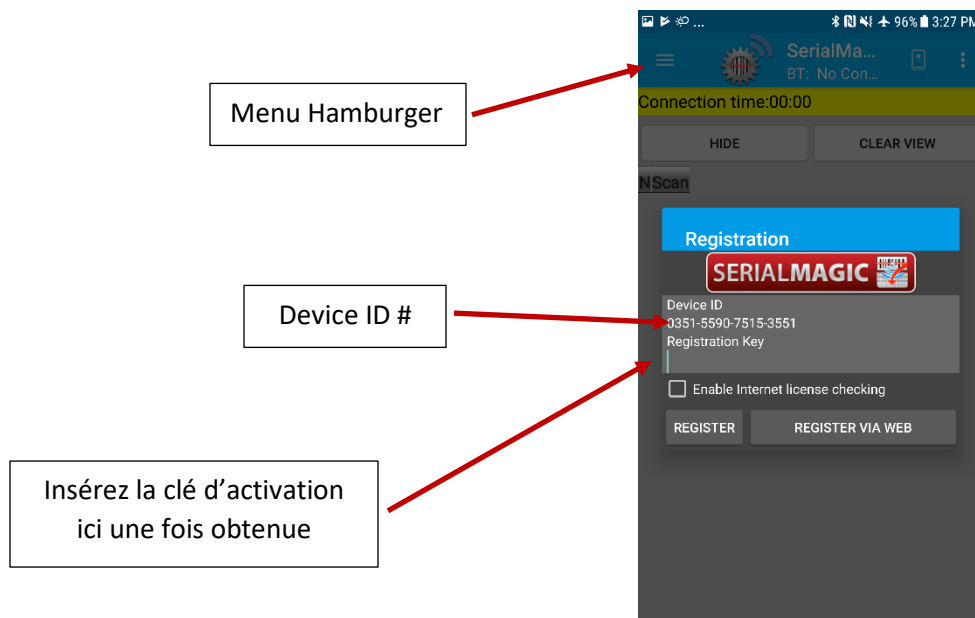 ... 96% 3:27 PM
Menu Hamburger
SerialMa...
BT: No Con...
Connection time:00:00
HIDE CLEAR VIEW
NScan
Registration
SERIALMAGIC
Device ID #
Device ID
0351-5590-7515-3551
Registration Key
Enable Internet license checking
REGISTER REGISTER VIA WEB
Insérez la clé d’activation
ici une fois obtenue